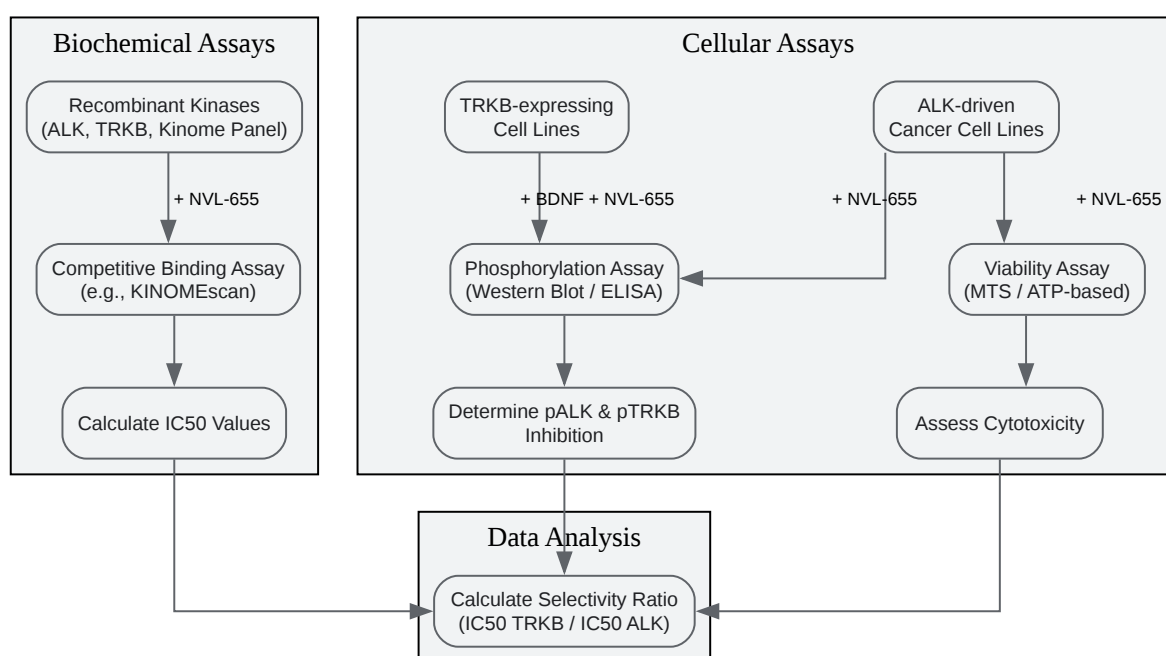 Biochemical Assays
Cellular Assays
Recombinant Kinases
(ALK, TRKB, Kinome Panel)
TRKB-expressing
Cell Lines
ALK-driven
Cancer Cell Lines
+ NVL-655
+ BDNF + NVL-655
+ NVL-655
+ NVL-655
Competitive Binding Assay
(e.g., KINOMEscan)
Phosphorylation Assay
(Western Blot / ELISA)
Viability Assay
(MTS / ATP-based)
Calculate IC50 Values
Determine pALK & pTRKB
Inhibition
Assess Cytotoxicity
Data Analysis
Calculate Selectivity Ratio
(IC50 TRKB / IC50 ALK)